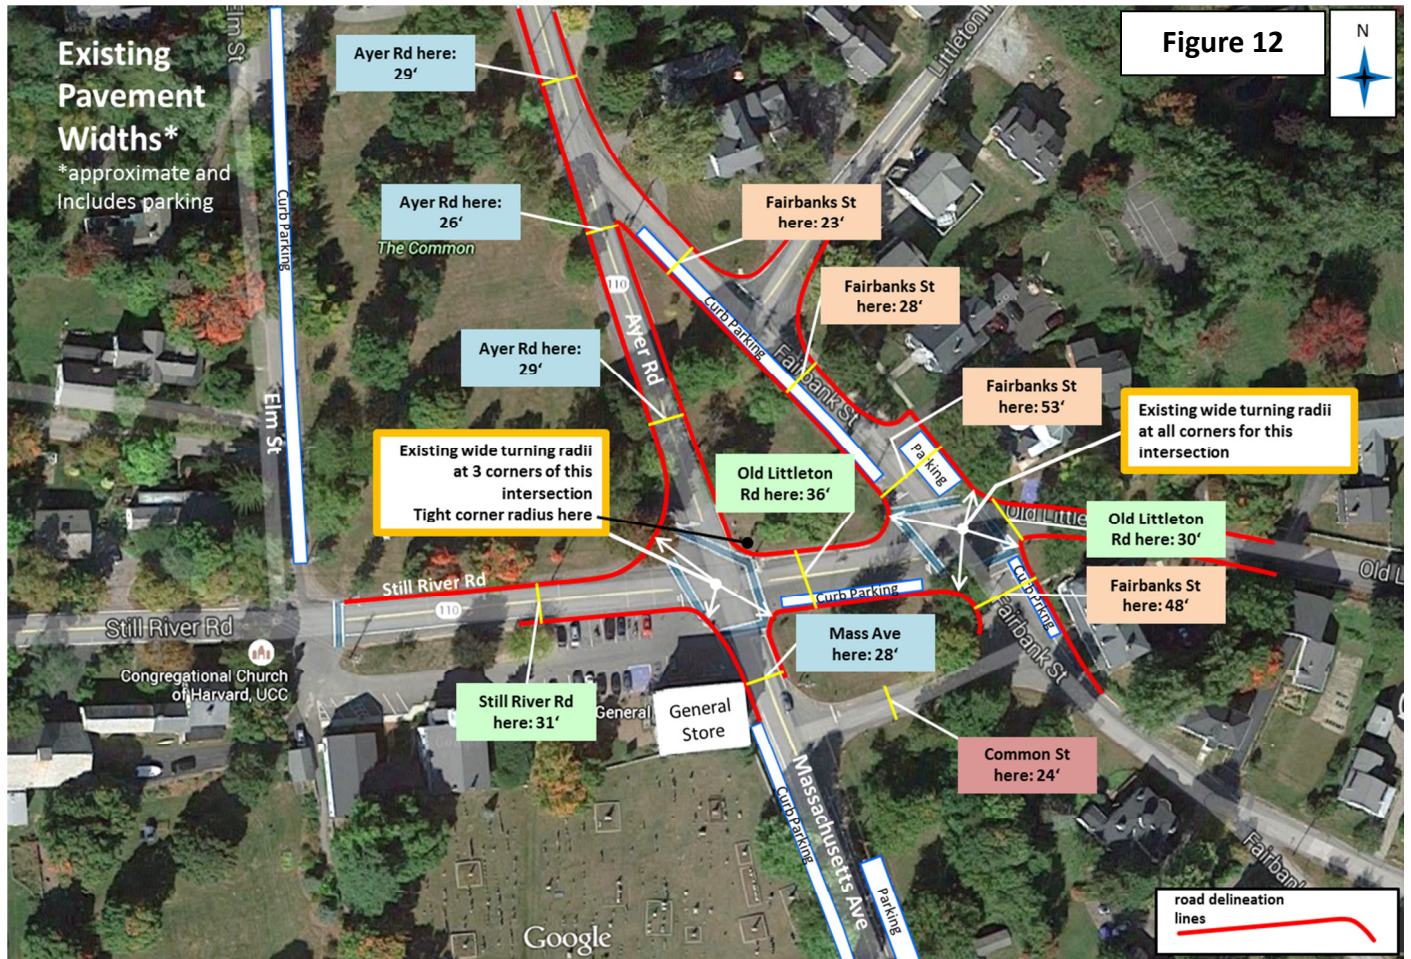 Existing
Pavement
Widths*
*approximate and
Includes parking
Elm St
Ayer Rd here:
29‘
Figure 12
N
Curb Parking
Ayer Rd here:
26‘
The Common
Fairbanks St
here: 23‘
110
Ayer Rd
Curb Parking
Fairbanks St
here: 28‘
Fairbank St
Ayer Rd here:
29‘
Fairbanks St
here: 53‘
Elm St
Existing wide turning radii
at 3 corners of this
intersection
Tight corner radius here
Existing wide turning radii
at all corners for this
intersection
Parking
Old Littleton
Rd here: 36‘
Old Little
Old Littleton
Rd here: 30‘
Old L
Still River Rd
110
Still River Rd
Curb Parking
Curb Prkng
Fairbanks St
here: 48‘
Fairbank St
Mass Ave
here: 28‘
Congregational Church
of Harvard, UCC
Still River Rd
here: 31‘
General
General
Store
Common St
here: 24‘
Curb Parking
Massachusetts Ave
Parking
Fairbank
Google
road delineation
lines